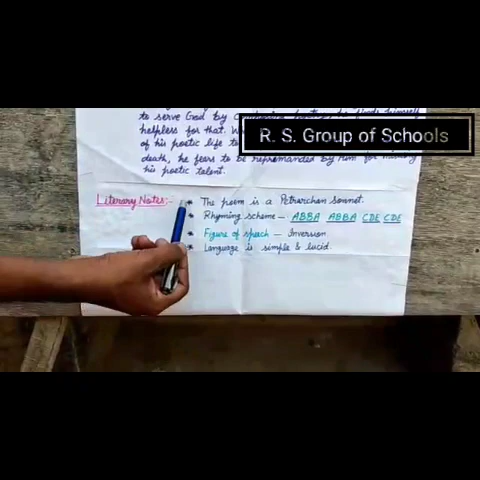 to serve God by
helpless for that. W
R. S. Group of Schools
of his poetic life
death, he fears to be reprimanded by Him for
his poetic talent.
Literary Notes:- * The poem is a Petrarchan sonnet.
* Rhyming scheme – ABBA ABBA CDE CDE
* Figure of speech – Inversion
* Language is simple & lucid.